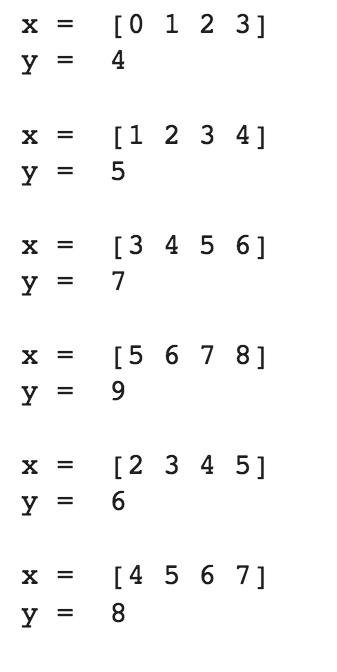 x = [0 1 2 3]
y = 4
x = [1 2 3 4]
y = 5
x = [3 4 5 6]
y = 7
x = [5 6 7 8]
y = 9
x = [2 3 4 5]
y = 6
x = [4 5 6 7]
y = 8